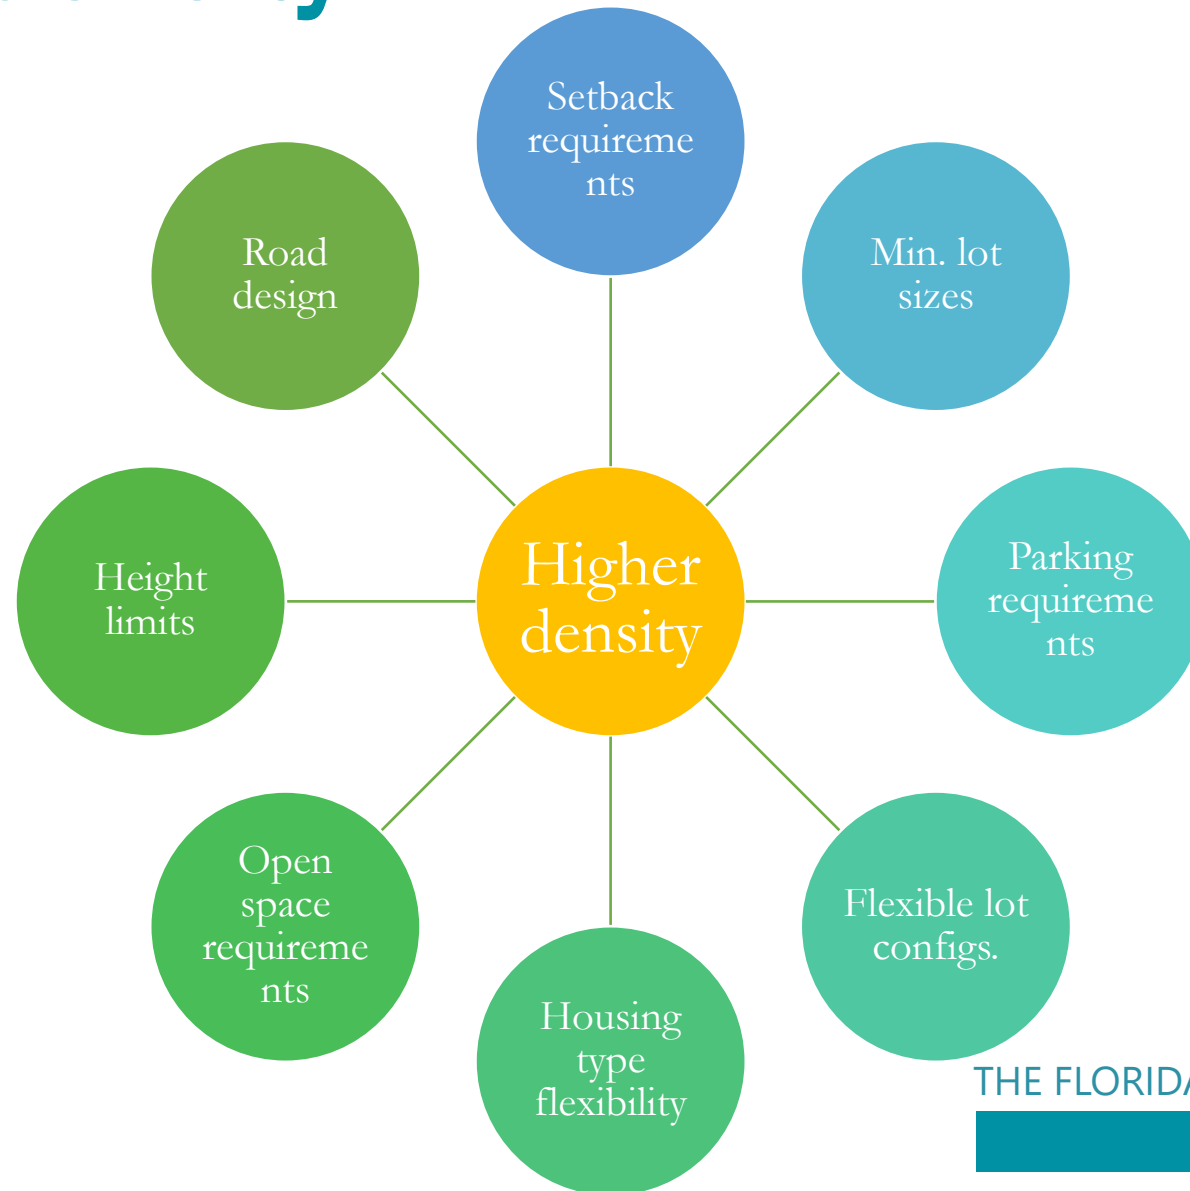 Setback
requireme
nts
Road
design
Min. lot
sizes
Height
limits
Higher
density
Parking
requireme
nts
Open
space
requireme
nts
Flexible lot
configs.
Housing
type
flexibility
THE FLORIDA